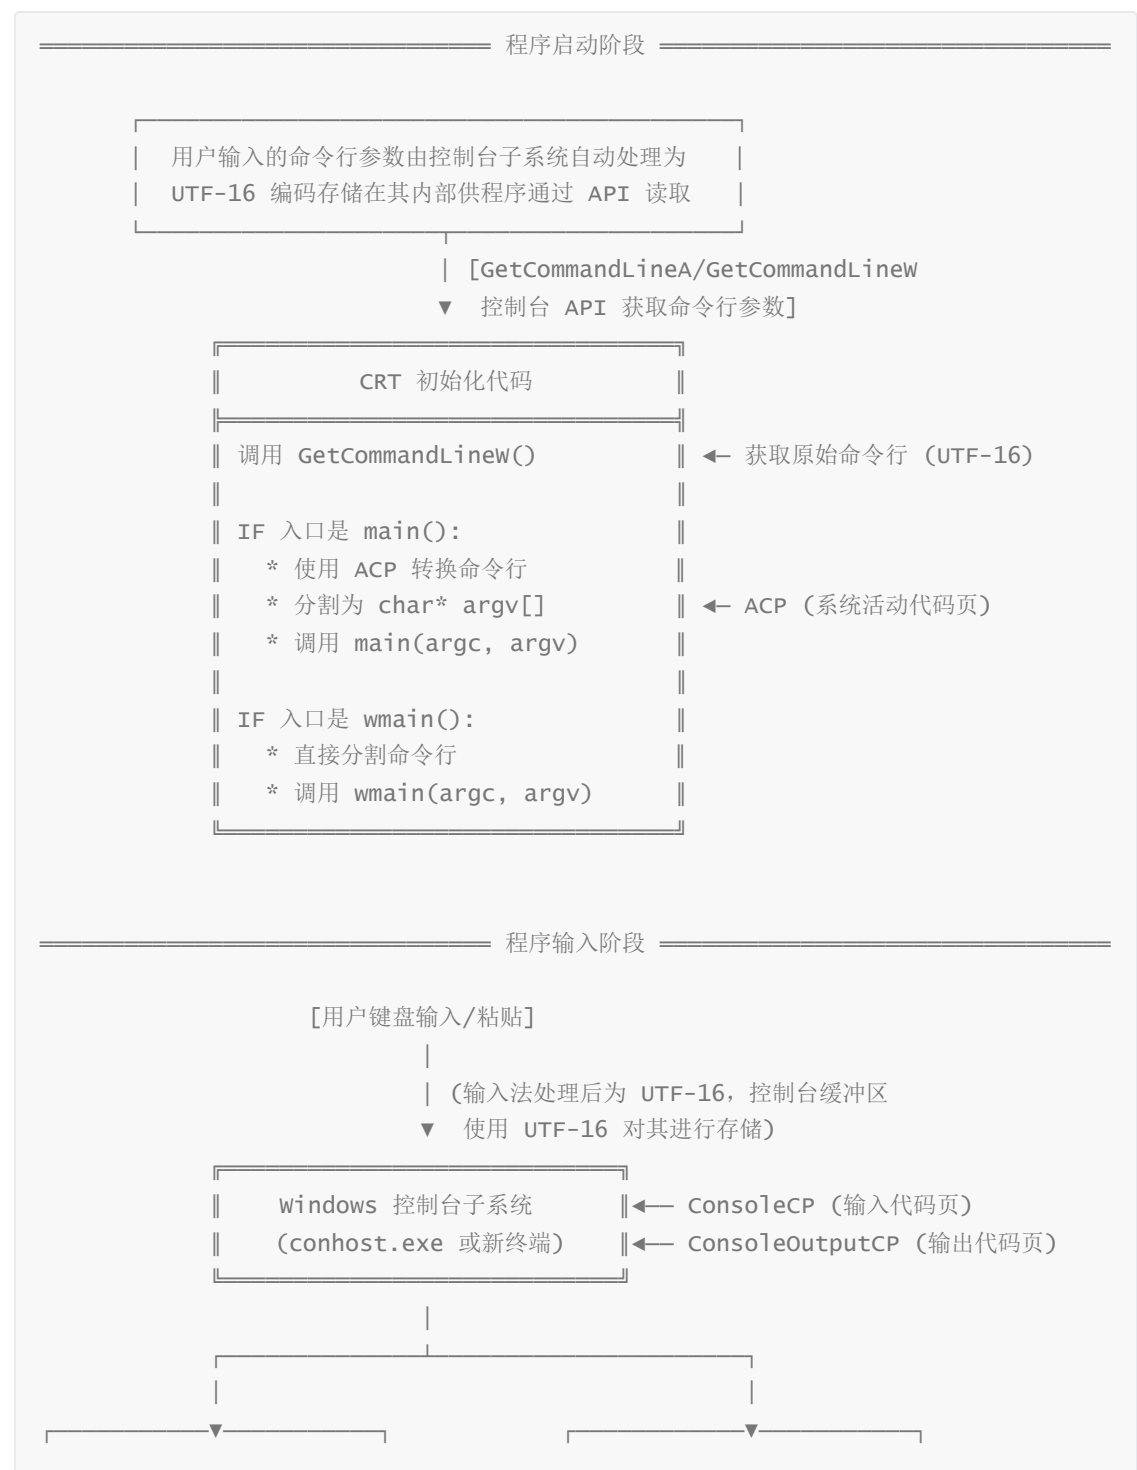 程序启动阶段
用户输入的命令行参数由控制台子系统自动处理为
UTF-16 编码存储在其内部供程序通过 API 读取
[GetCommandLineA/GetCommandLineW
控制台 API 获取命令行参数]
CRT 初始化代码
调用 GetCommandLineW() ◄— 获取原始命令行 (UTF-16)
IF 入口是 main():
* 使用 ACP 转换命令行
* 分割为 char* argv[] ◄— ACP (系统活动代码页)
* 调用 main(argc, argv)
IF 入口是 wmain():
* 直接分割命令行
* 调用 wmain(argc, argv)
程序输入阶段
[用户键盘输入/粘贴]
(输入法处理后为 UTF-16，控制台缓冲区
使用 UTF-16 对其进行存储)
Windows 控制台子系统 ◄—— ConsoleCP (输入代码页)
(conhost.exe 或新终端) ◄—— ConsoleOutputCP (输出代码页)